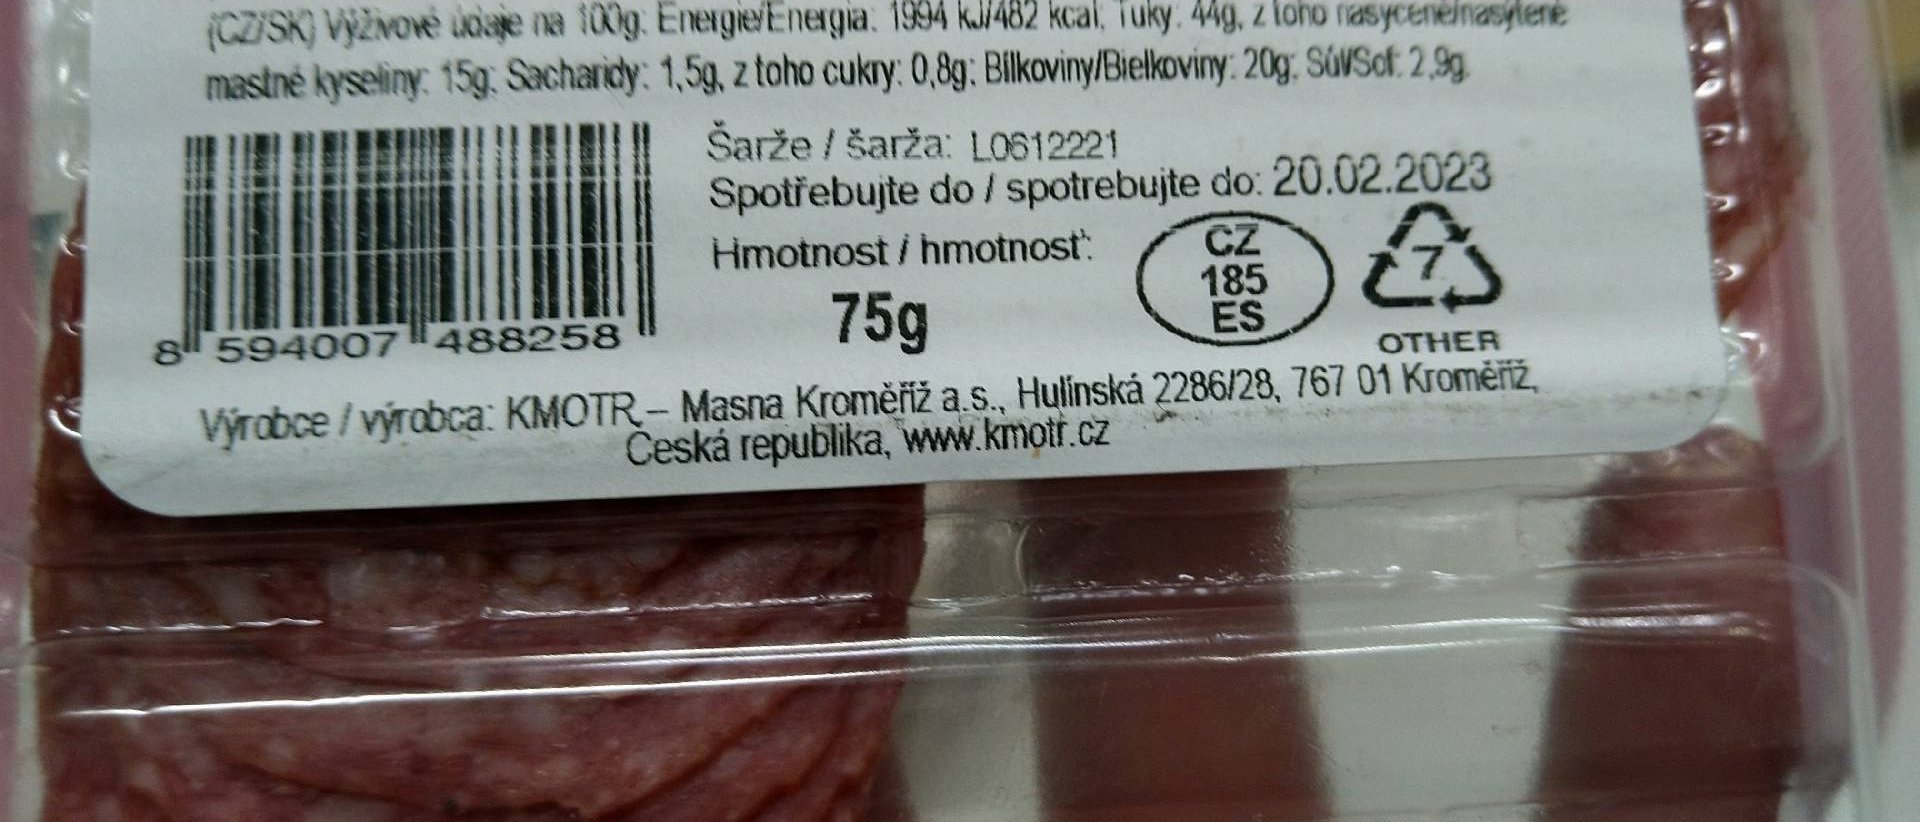 (CZ/SK) Výživové údaje na 100g: Energie/Energia: 1994 kJ/482 kcal, Tuky: 44g, z toho nasycené/nasýtené
mastné kyseliny: 15g; Sacharidy: 1,5g, z toho cukry: 0,8g; Bílkoviny/Bielkoviny: 20g; Sůl/Soľ: 2,9g.
Šarže / šarža: L0612221
Spotřebujte do / spotrebujte do: 20.02.2023
Hmotnost / hmotnosť:
75g
CZ
185
ES
7
OTHER
8 594007 488258
Výrobce / výrobca: KMOTR – Masna Kroměříž a.s., Hulínská 2286/28, 767 01 Kroměříž,
Česká republika, www.kmotr.cz